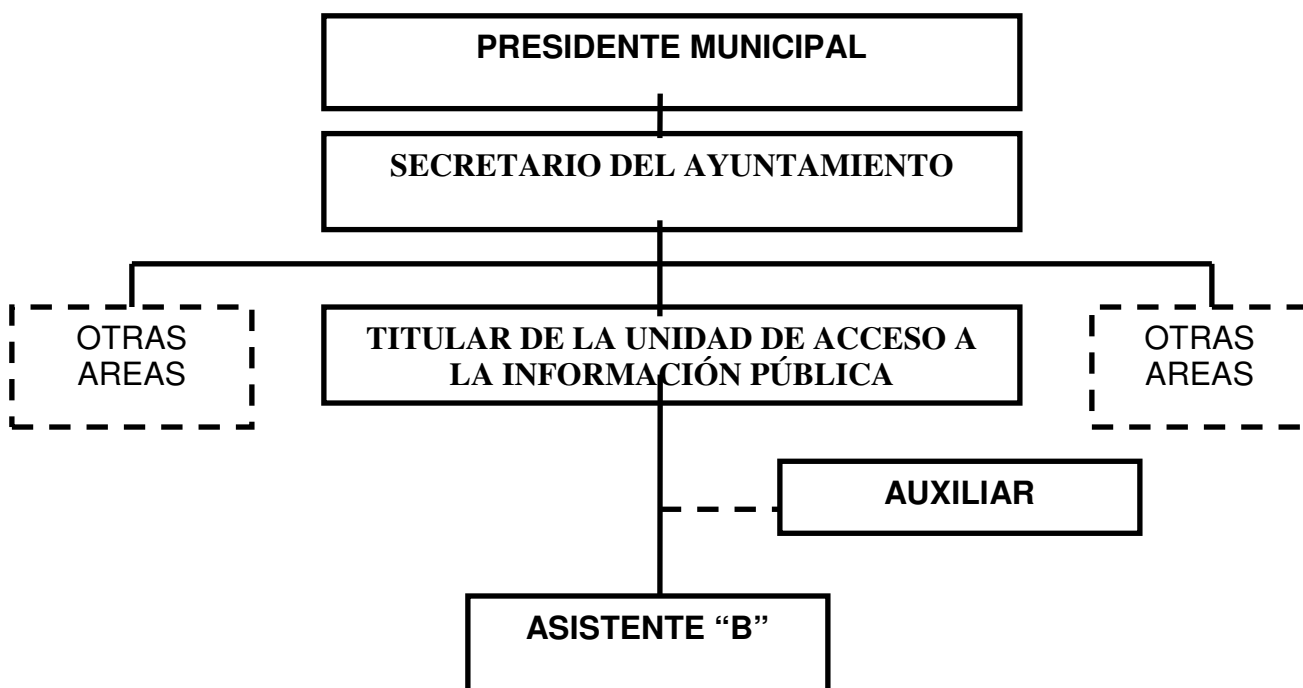 PRESIDENTE MUNICIPAL
SECRETARIO DEL AYUNTAMIENTO
OTRAS
AREAS
TITULAR DE LA UNIDAD DE ACCESO A
LA INFORMACIÓN PÚBLICA
OTRAS
AREAS
AUXILIAR
ASISTENTE “B”